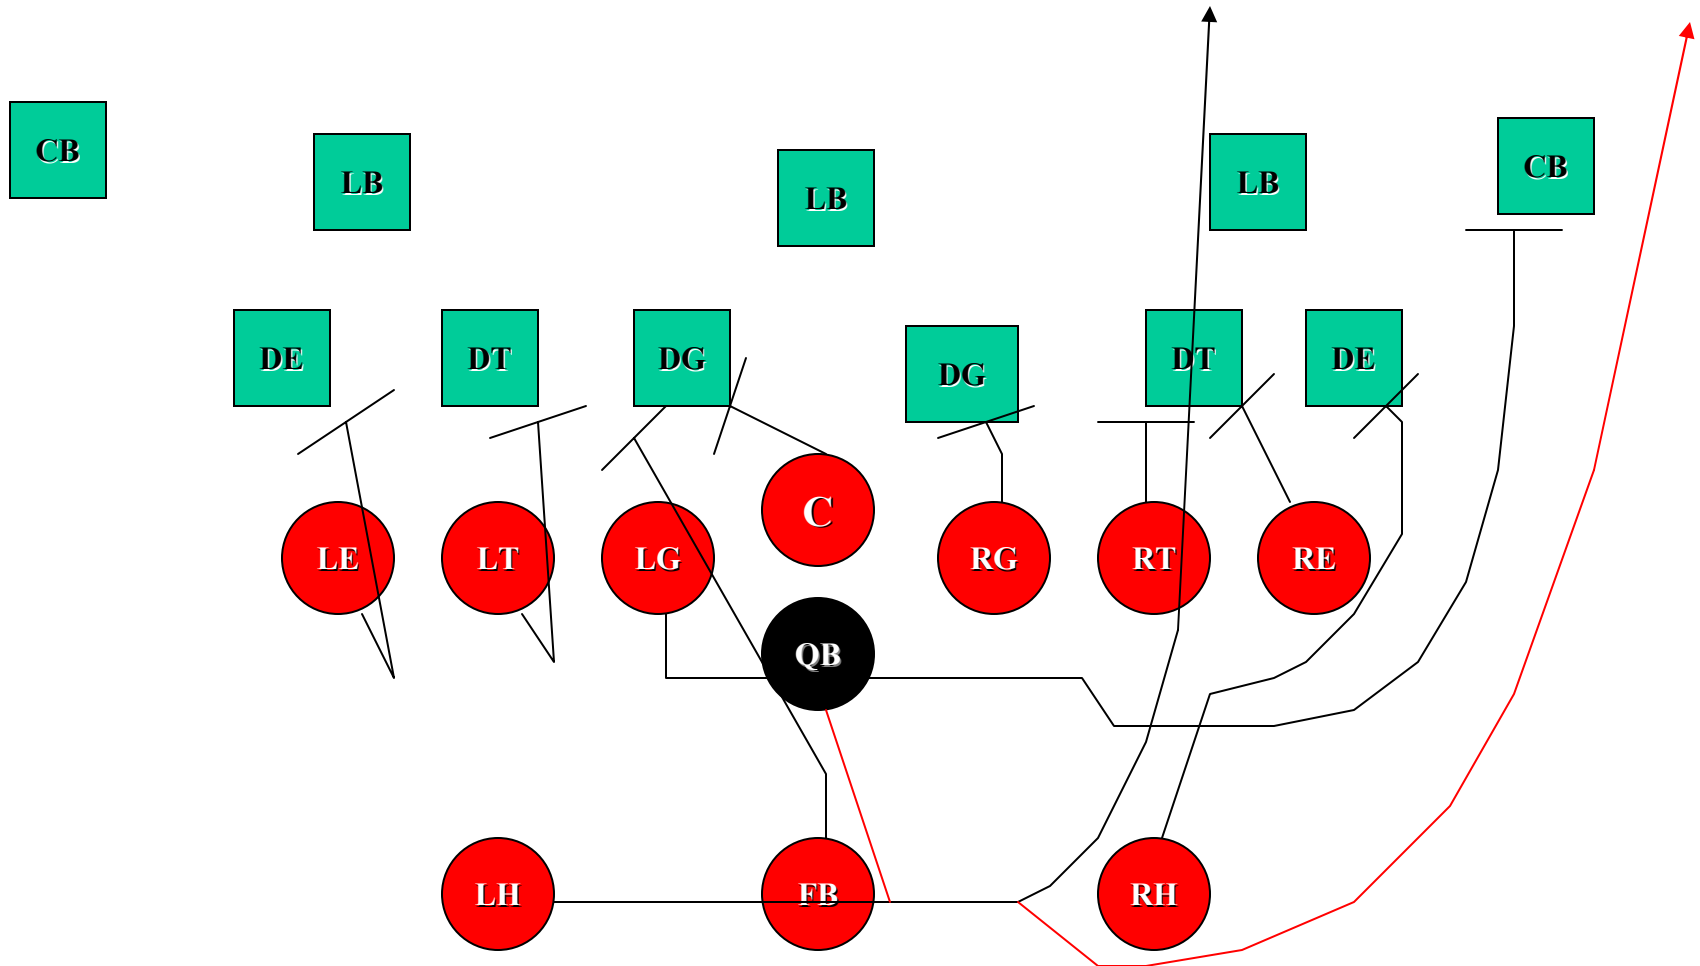 CB
LB
LB
LB
CB
DE
DT
DG
DG
DT
DE
LE
LT
LG
C
RG
RT
RE
QB
LH
FB
RH